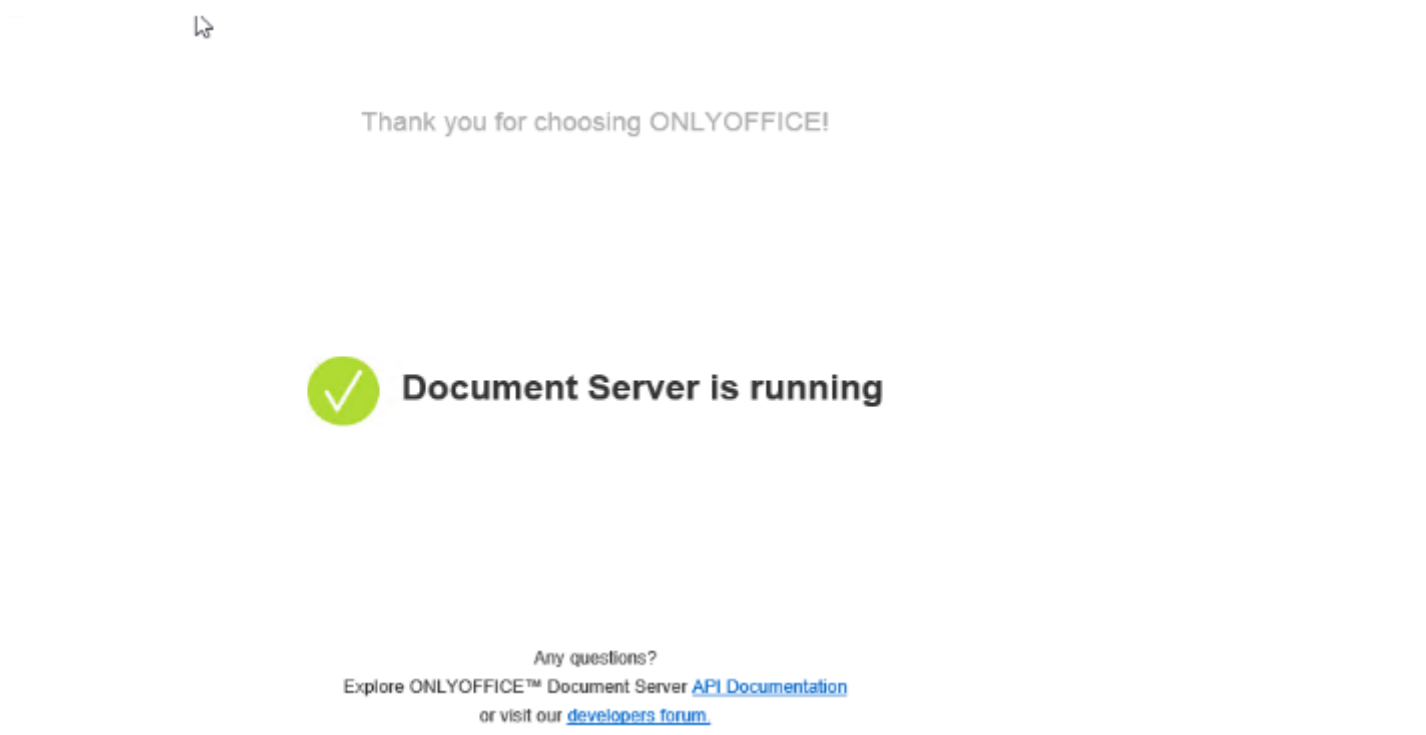 Thank you for choosing ONLYOFFICE!
Document Server is running
Any questions?
Explore ONLYOFFICE™ Document Server API Documentation
or visit our developers forum.